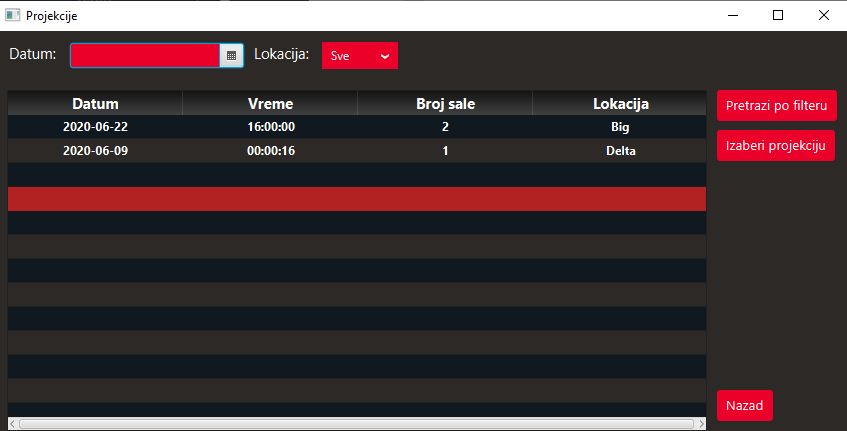 Projekcije
Datum: Lokacija: Sve
Datum Vreme Broj sale Lokacija
2020-06-22 16:00:00 2 Big
2020-06-09 00:00:16 1 Delta
Pretrazi po filteru
Izaberi projekciju
Nazad